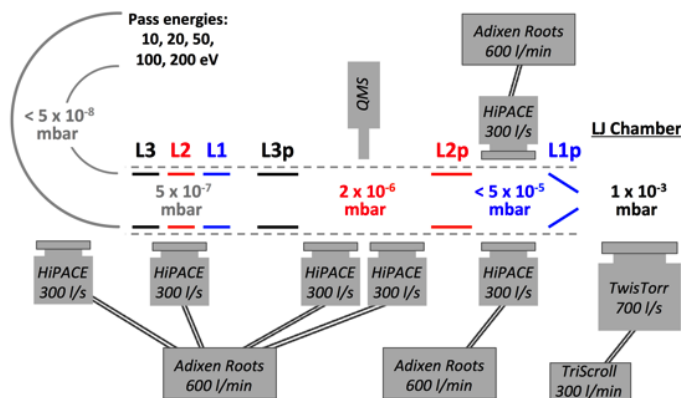 Pass energies:
10, 20, 50,
100, 200 eV
Adixen Roots
600 l/min
QMS
HiPACE
300 l/s
LJ Chamber
< 5 x 10⁻⁸
mbar
L3 L2 L1 L3p L2p L1p
5 x 10⁻⁷
mbar
2 x 10⁻⁶
mbar
< 5 x 10⁻⁵
mbar
1 x 10⁻³
mbar
HiPACE
300 l/s
HiPACE
300 l/s
HiPACE
300 l/s
HiPACE
300 l/s
HiPACE
300 l/s
TwisTorr
700 l/s
Adixen Roots
600 l/min
Adixen Roots
600 l/min
TriScroll
300 l/min